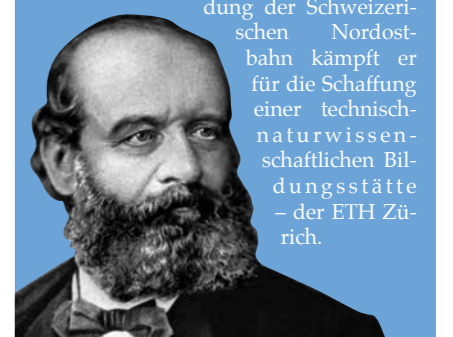 dung der Schweizeri-
schen Nordost-
bahn kämpft er
für die Schaffung
einer technisch-
naturwissen-
schaftlichen Bil-
dungsstätte
– der ETH Zü-
rich.